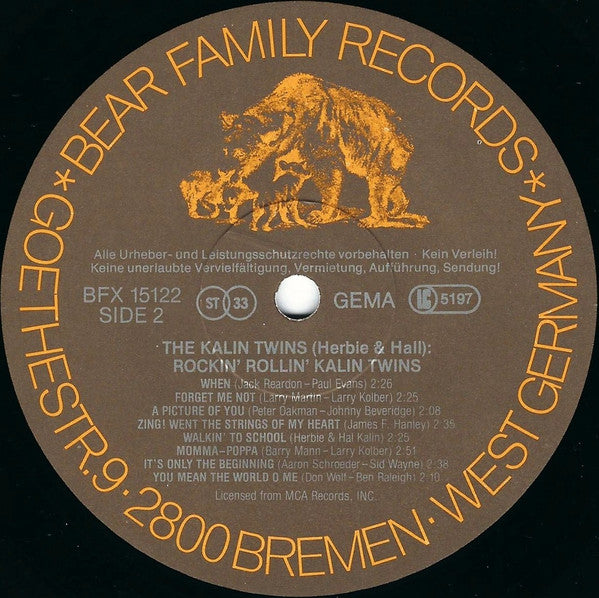 *BEAR FAMILY RECORDS*
GOETHESTR.9·2800 BREMEN·WEST GERMANY
Alle Urheber- und Leistungsschutzrechte vorbehalten · Kein Verleih!
Keine unerlaubte Vervielfältigung, Vermietung, Aufführung, Sendung!
BFX 15122 ST 33 GEMA LC 5197
SIDE 2
THE KALIN TWINS (Herbie & Hall):
ROCKIN' ROLLIN' KALIN TWINS
WHEN (Jack Reardon – Paul Evans) 2:26
FORGET ME NOT (Larry Martin – Larry Kolber) 2:25
A PICTURE OF YOU (Peter Oakman – Johnny Beveridge) 2:08
ZING! WENT THE STRINGS OF MY HEART (James F. Hanley) 2:35
WALKIN' TO SCHOOL (Herbie & Hal Kalin) 2:25
MOMMA–POPPA (Barry Mann – Larry Kolber) 2:51
IT'S ONLY THE BEGINNING (Aaron Schroeder – Sid Wayne) 2:38
YOU MEAN THE WORLD O ME (Don Wolf – Ben Raleigh) 2:10
Licensed from MCA Records, INC.